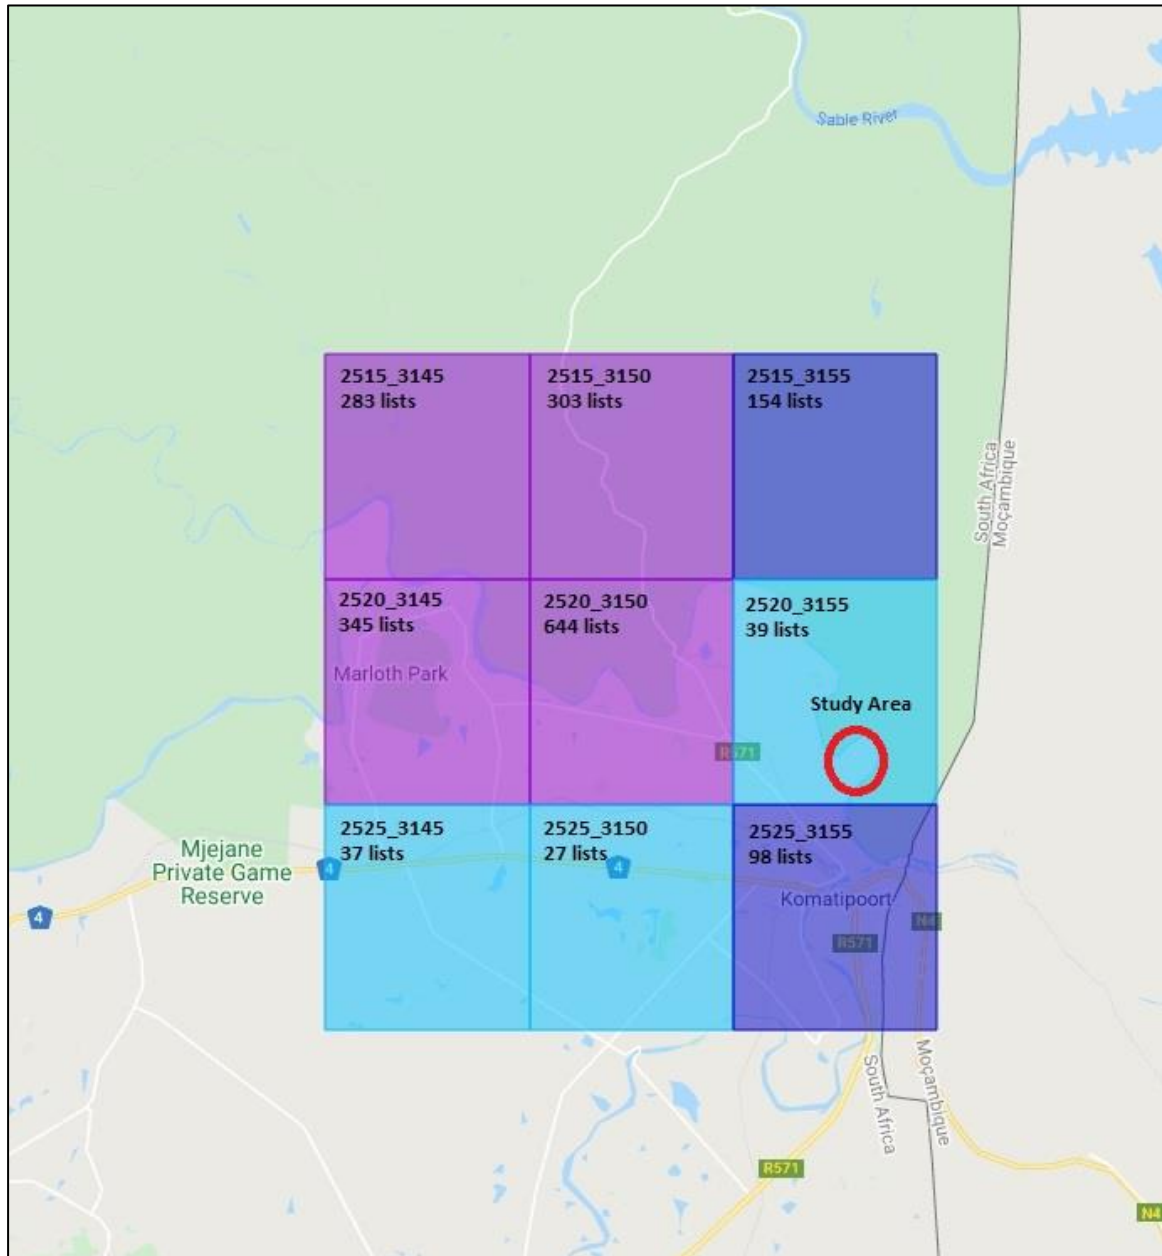 Sable River
2515_3145
283 lists
2515_3150
303 lists
2515_3155
154 lists
South Africa
Moçambique
2520_3145
345 lists
2520_3150
644 lists
2520_3155
39 lists
Marloth Park
Study Area
R571
2525_3145
37 lists
2525_3150
27 lists
2525_3155
98 lists
Mjejane
Private Game
Reserve
4
4
4
Komatipoort
N4
R571
South Africa
Moçambique
R571
N4